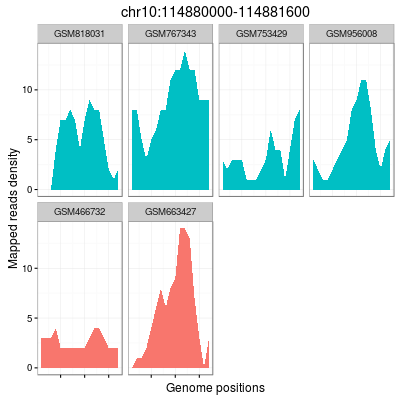 chr10:114880000-114881600
GSM818031 GSM767343 GSM753429 GSM956008
10
5
0
Mapped reads density
GSM466732 GSM663427
10
5
0
Genome positions